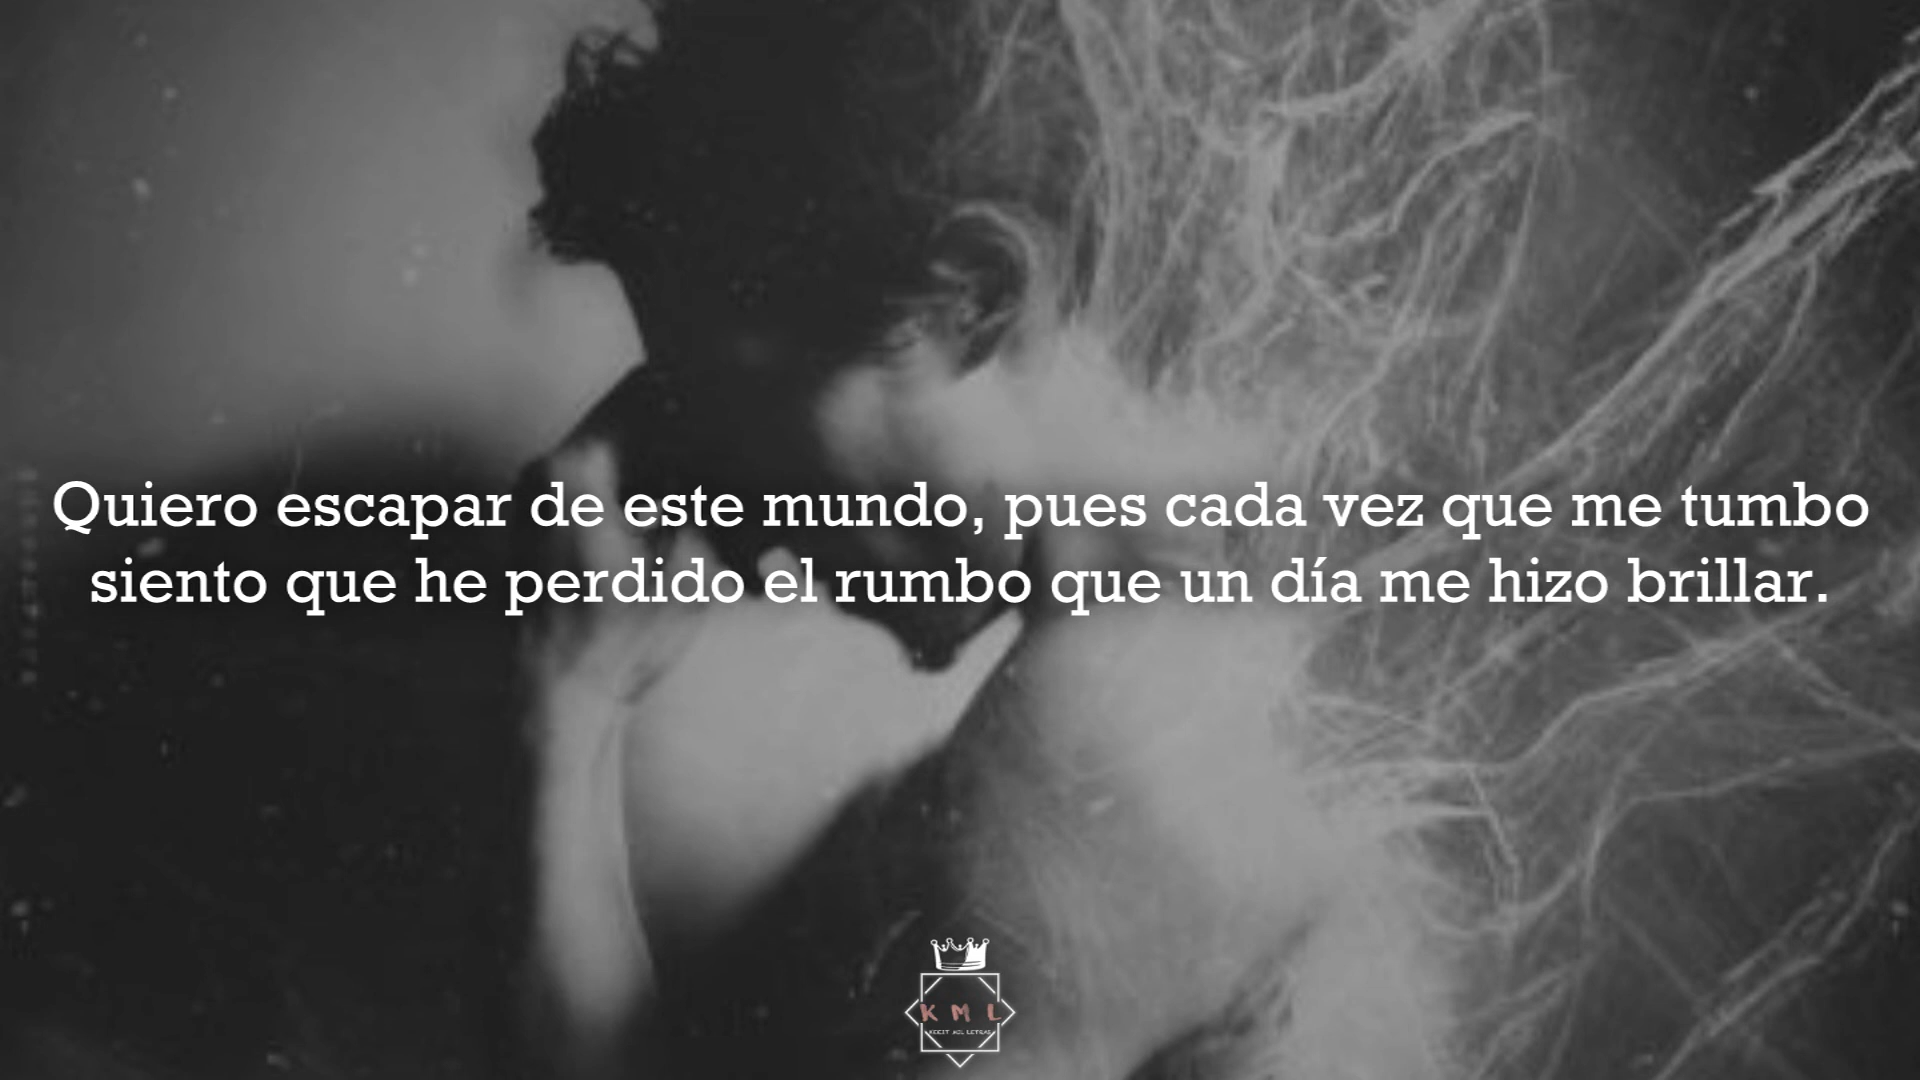 Quiero escapar de este mundo, pues cada vez que me tumbo
siento que he perdido el rumbo que un día me hizo brillar.
K M L